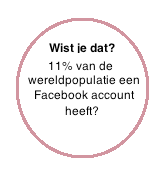 Wist je dat?
11% van de
wereldpopulatie een
Facebook account
heeft?